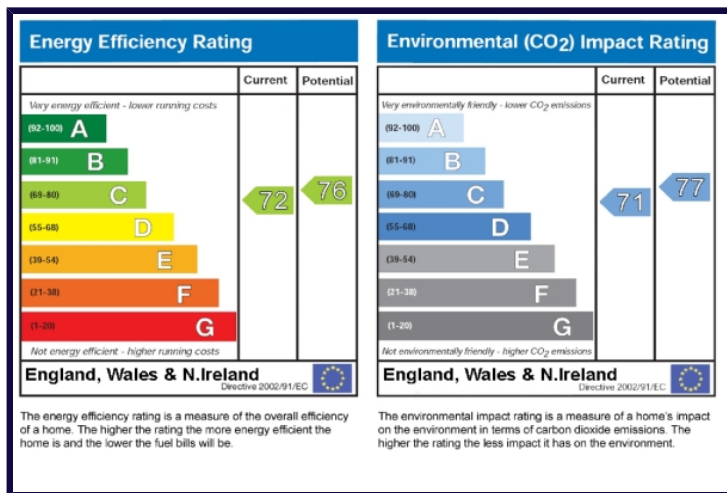 Energy Efficiency Rating
Current Potential
Very energy efficient - lower running costs
(92-100) A
(81-91) B
(69-80) C
72 76
(55-68) D
(39-54) E
(21-38) F
(1-20) G
Not energy efficient - higher running costs
England, Wales & N.Ireland
Directive 2002/91/EC
The energy efficiency rating is a measure of the overall efficiency
of a home. The higher the rating the more energy efficient the
home is and the lower the fuel bills will be.
Environmental (CO2) Impact Rating
Current Potential
Very environmentally friendly - lower CO2 emissions
(92-100) A
(81-91) B
(69-80) C
71 77
(55-68) D
(39-54) E
(21-38) F
(1-20) G
Not environmentally friendly - higher CO2 emissions
England, Wales & N.Ireland
Directive 2002/91/EC
The environmental impact rating is a measure of a home's impact
on the environment in terms of carbon dioxide emissions. The
higher the rating the less impact it has on the environment.